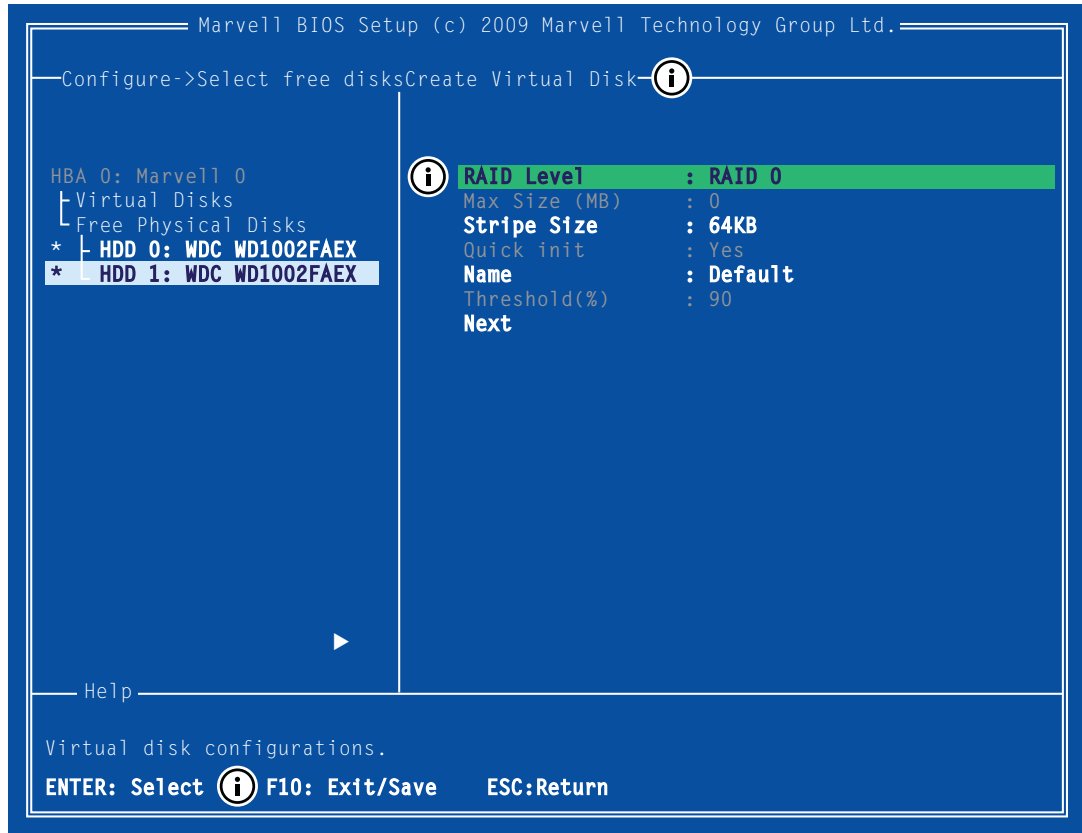 Marvell BIOS Setup (c) 2009 Marvell Technology Group Ltd.
Configure->Select free disksCreate Virtual Disk
i
HBA 0: Marvell 0
Virtual Disks
Free Physical Disks
* HDD 0: WDC WD1002FAEX
* HDD 1: WDC WD1002FAEX
i
RAID Level : RAID 0
Max Size (MB) : 0
Stripe Size : 64KB
Quick init : Yes
Name : Default
Threshold(%) : 90
Next
Help
Virtual disk configurations.
ENTER: Select i F10: Exit/Save ESC:Return